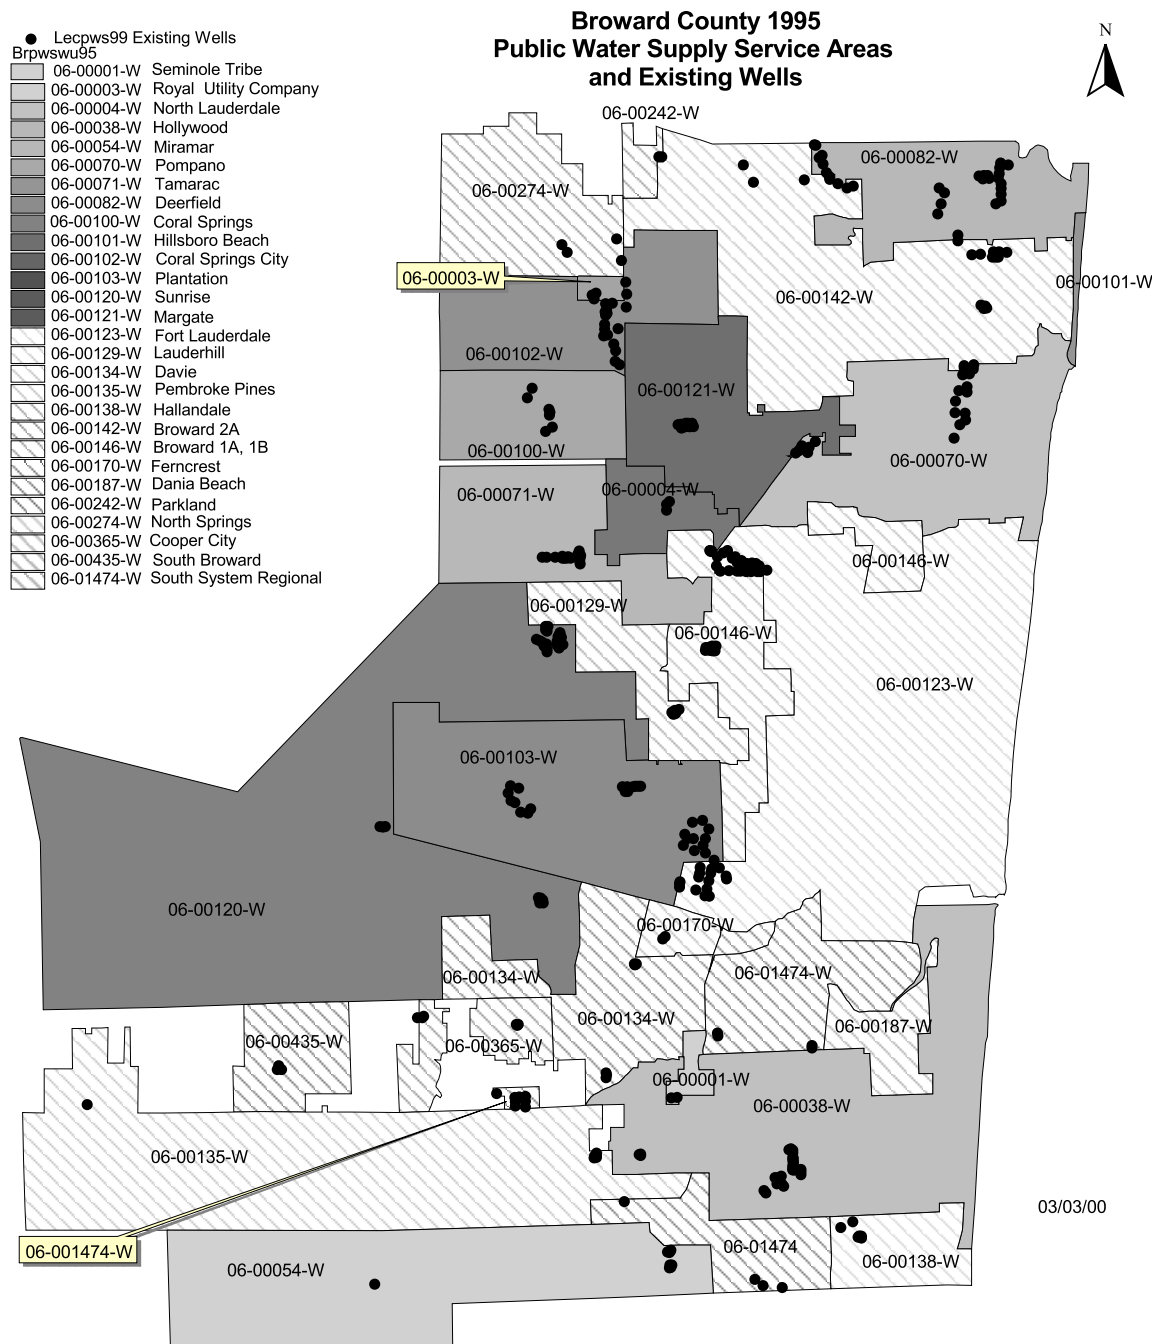 Broward County 1995
Public Water Supply Service Areas
and Existing Wells
N
Lecpws99 Existing Wells
Brpwswu95
06-00001-W Seminole Tribe
06-00003-W Royal Utility Company
06-00004-W North Lauderdale
06-00038-W Hollywood
06-00054-W Miramar
06-00070-W Pompano
06-00071-W Tamarac
06-00082-W Deerfield
06-00100-W Coral Springs
06-00101-W Hillsboro Beach
06-00102-W Coral Springs City
06-00103-W Plantation
06-00120-W Sunrise
06-00121-W Margate
06-00123-W Fort Lauderdale
06-00129-W Lauderhill
06-00134-W Davie
06-00135-W Pembroke Pines
06-00138-W Hallandale
06-00142-W Broward 2A
06-00146-W Broward 1A, 1B
06-00170-W Ferncrest
06-00187-W Dania Beach
06-00242-W Parkland
06-00274-W North Springs
06-00365-W Cooper City
06-00435-W South Broward
06-01474-W South System Regional
06-00242-W
06-00082-W
06-00274-W
06-00003-W
06-00101-W
06-00142-W
06-00102-W
06-00121-W
06-00100-W
06-00070-W
06-00071-W
06-00004-W
06-00146-W
06-00129-W
06-00146-W
06-00123-W
06-00103-W
06-00120-W
06-00170-W
06-00134-W
06-01474-W
06-00134-W
06-00187-W
06-00435-W
06-00365-W
06-00001-W
06-00038-W
06-00135-W
03/03/00
06-001474-W
06-01474
06-00138-W
06-00054-W